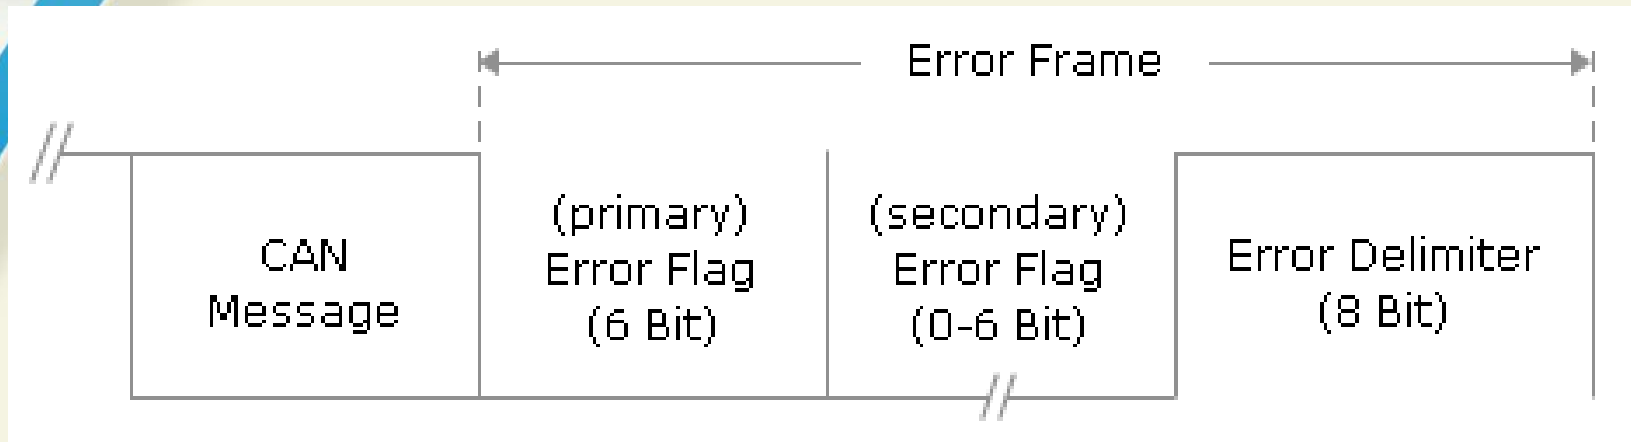 Error Frame
CAN
Message
(primary)
Error Flag
(6 Bit)
(secondary)
Error Flag
(0-6 Bit)
Error Delimiter
(8 Bit)